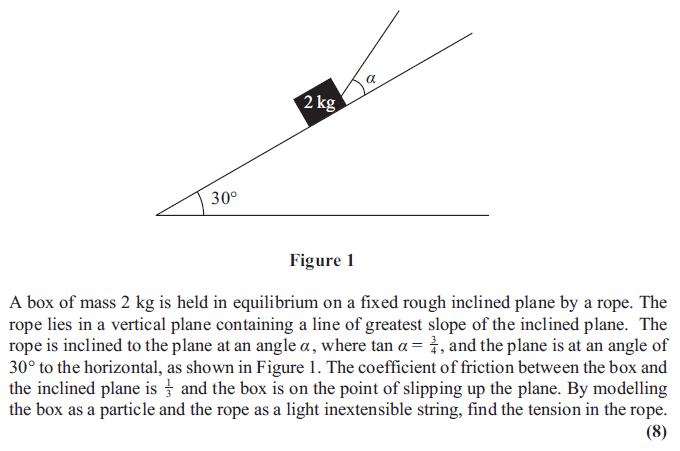 α
2 kg
30°
Figure 1
A box of mass 2 kg is held in equilibrium on a fixed rough inclined plane by a rope. The
rope lies in a vertical plane containing a line of greatest slope of the inclined plane. The
rope is inclined to the plane at an angle α, where tan α = 3/4, and the plane is at an angle of
30° to the horizontal, as shown in Figure 1. The coefficient of friction between the box and
the inclined plane is 1/3 and the box is on the point of slipping up the plane. By modelling
the box as a particle and the rope as a light inextensible string, find the tension in the rope.
(8)